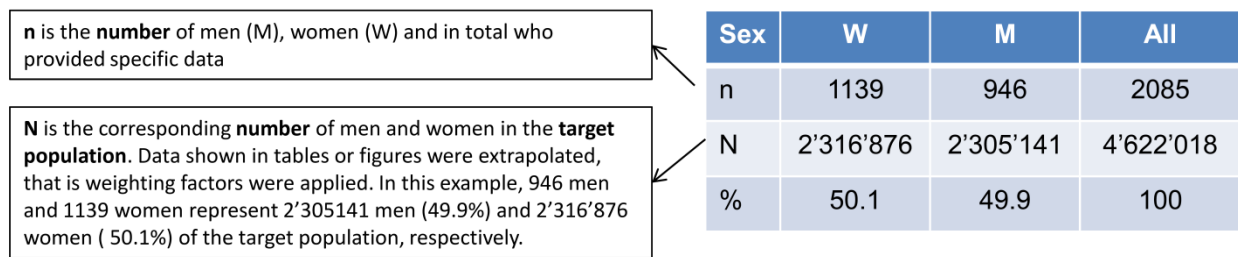 n is the number of men (M), women (W) and in total who
provided specific data
N is the corresponding number of men and women in the target
population. Data shown in tables or figures were extrapolated,
that is weighting factors were applied. In this example, 946 men
and 1139 women represent 2’305141 men (49.9%) and 2’316’876
women ( 50.1%) of the target population, respectively.
Sex W M All
n 1139 946 2085
N 2’316’876 2’305’141 4’622’018
% 50.1 49.9 100